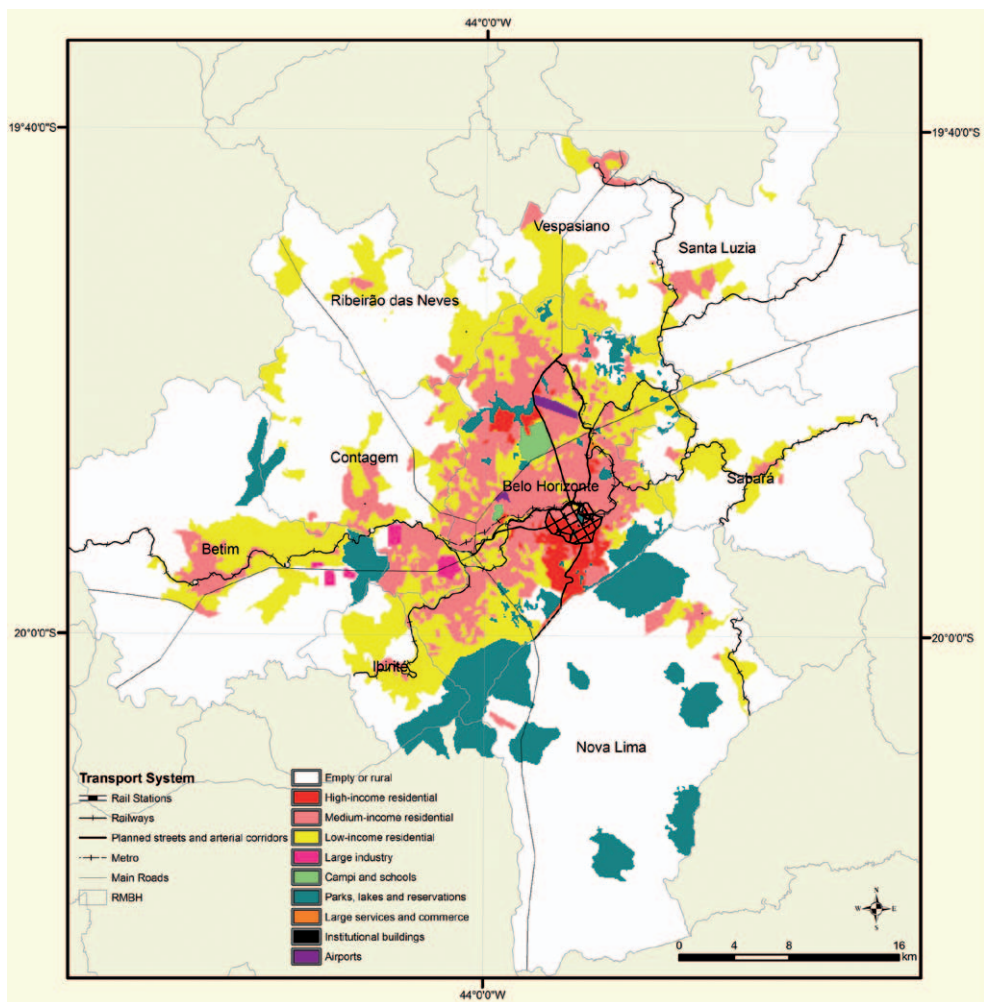 44°0'0"W
19°40'0"S
19°40'0"S
Vespasiano
Santa Luzia
Ribeirão das Neves
Contagem
Belo Horizonte
Sabará
Betim
20°0'0"S
20°0'0"S
Ibirité
Nova Lima
Transport System
Rail Stations
Railways
Planned streets and arterial corridors
Metro
Main Roads
RMBH
Empty or rural
High-income residential
Medium-income residential
Low-income residential
Large industry
Campi and schools
Parks, lakes and reservations
Large services and commerce
Institutional buildings
Airports
N
W E
S
0 4 8 16
km
44°0'0"W